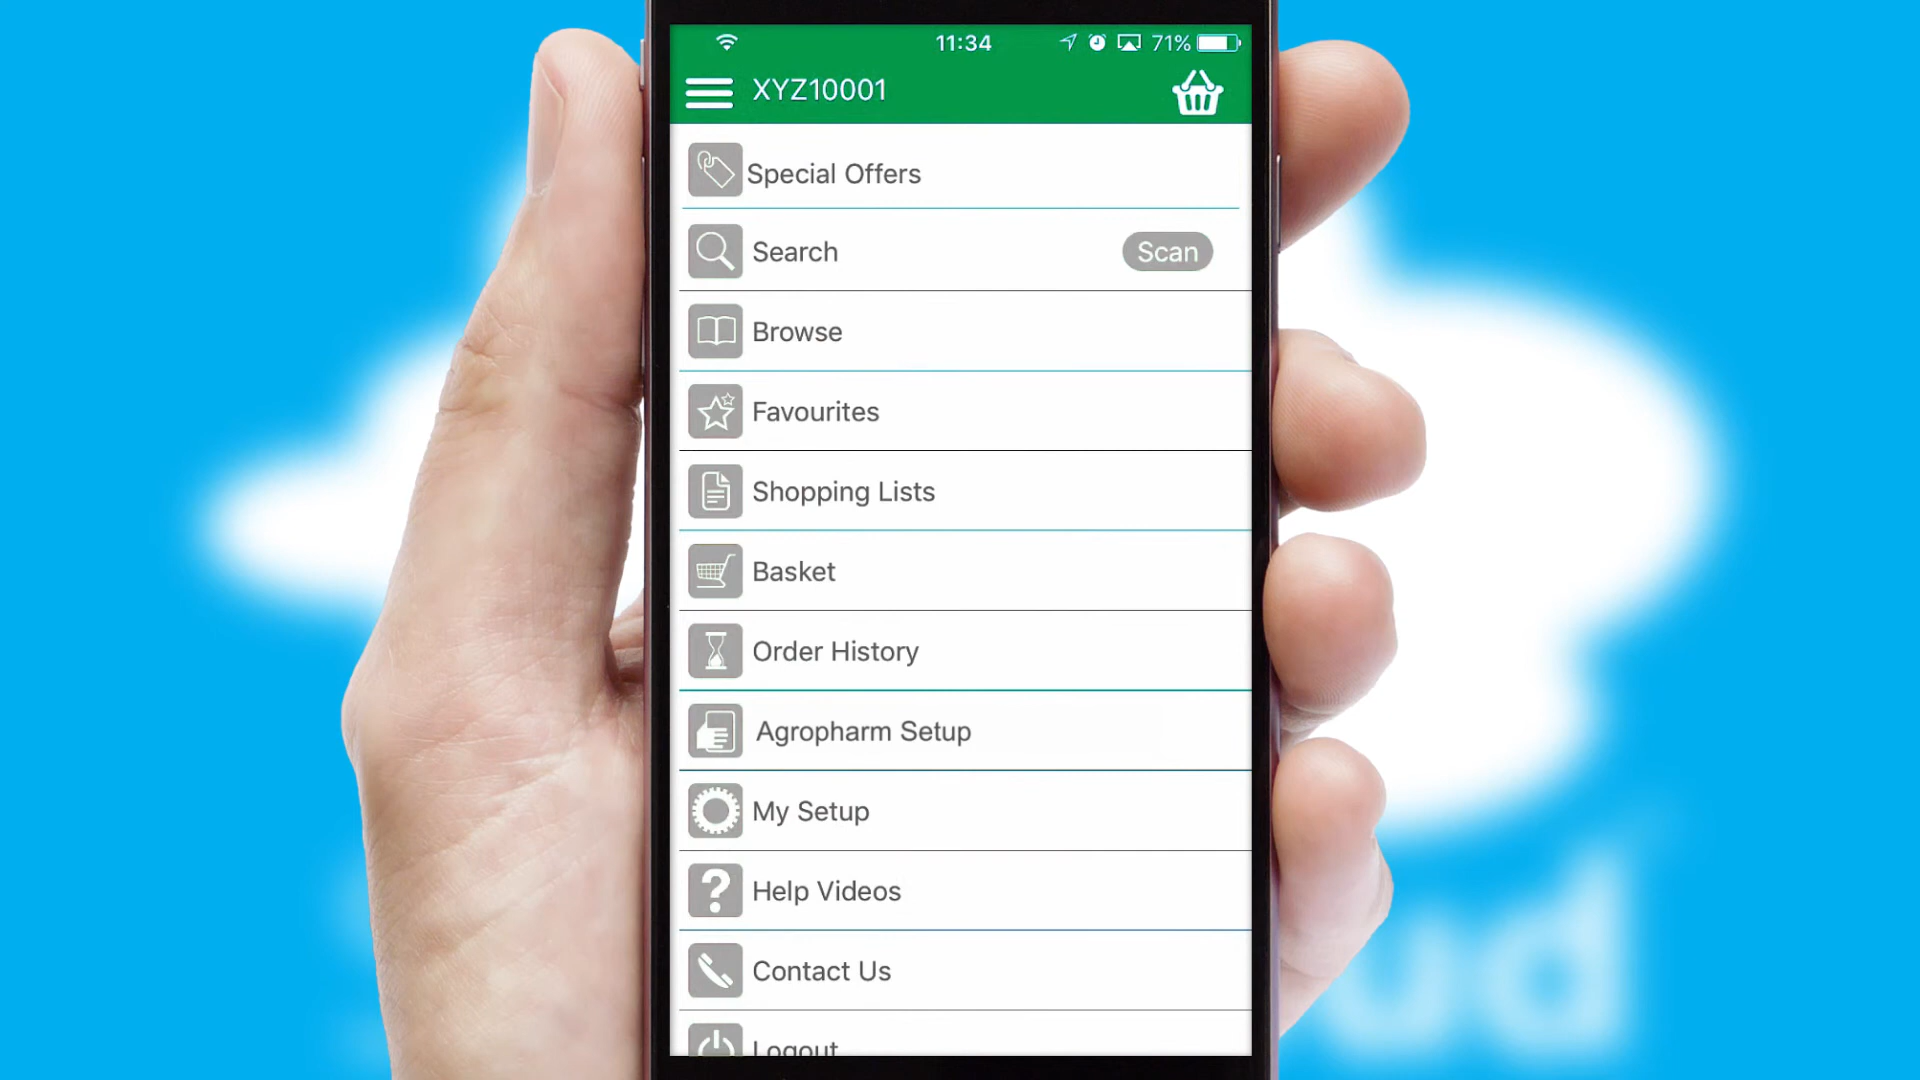 11:34
71%
XYZ10001
Special Offers
Search
Scan
Browse
Favourites
Shopping Lists
Basket
Order History
Agropharm Setup
My Setup
Help Videos
Contact Us
Logout